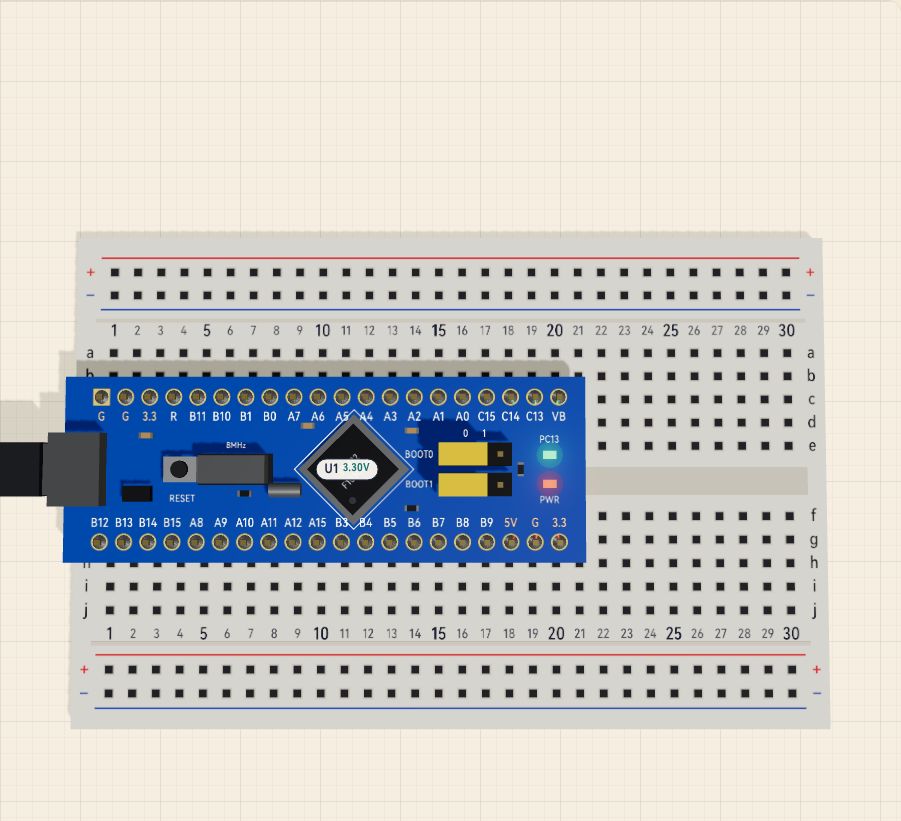 + +
− −
1 2 3 4 5 6 7 8 9 10 11 12 13 14 15 16 17 18 19 20 21 22 23 24 25 26 27 28 29 30
a a
b
c
d
e
G G 3.3 R B11 B10 B1 B0 A7 A6 A5 A4 A3 A2 A1 A0 C15 C14 C13 VB
0 1
8MHz
BOOT0
PC13
U1 3.30V
BOOT1
RESET
PWR
B12 B13 B14 B15 A8 A9 A10 A11 A12 A15 B3 B4 B5 B6 B7 B8 B9 5V G 3.3
f
g
h h
i i
j j
1 2 3 4 5 6 7 8 9 10 11 12 13 14 15 16 17 18 19 20 21 22 23 24 25 26 27 28 29 30
+ +
− −